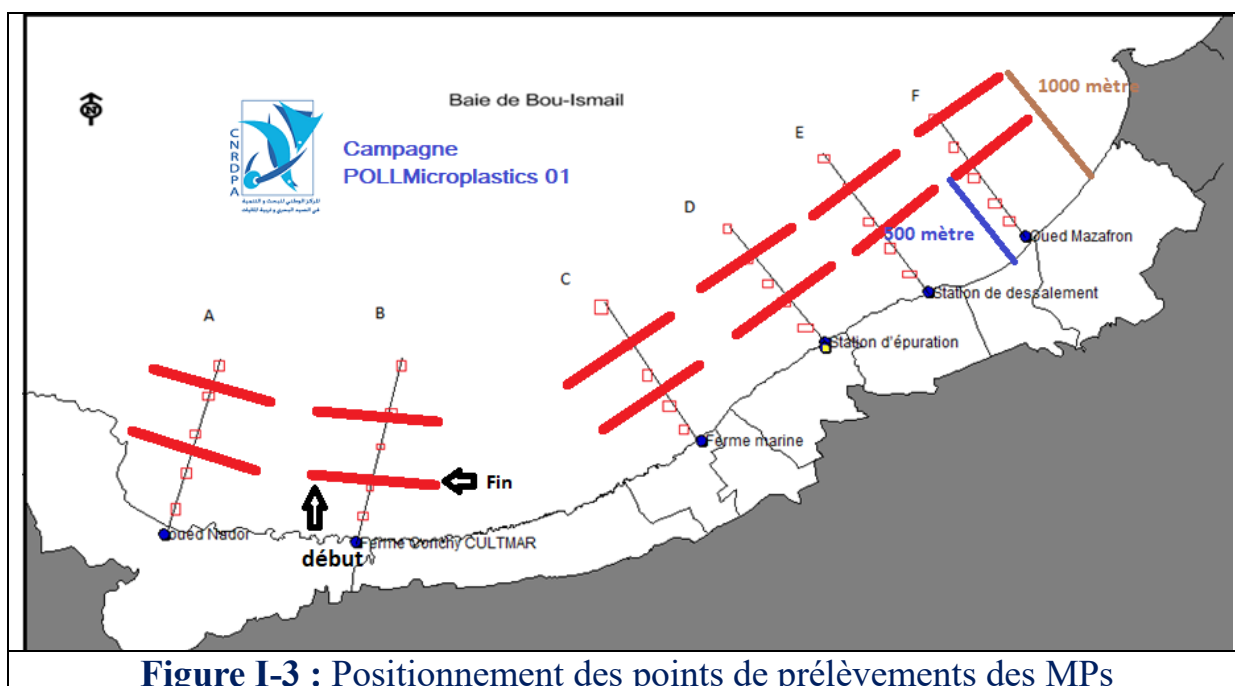 Baie de Bou-Ismail
N
CNRDPA
Campagne
POLLMicroplastics 01
1000 mètre
F
E
D
C
B
A
500 mètre
Oued Mazafron
Station de dessalement
Station d'épuration
Ferme marine
Fin
début
oued Nador
Ferme Conchy CULTMAR
Figure I-3 : Positionnement des points de prélèvements des MPs